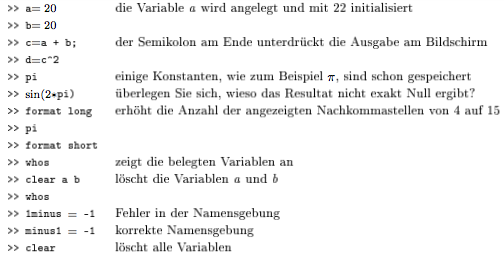 >> a= 20 die Variable a wird angelegt und mit 22 initialisiert
>> b= 20
>> c=a + b; der Semikolon am Ende unterdrückt die Ausgabe am Bildschirm
>> d=c^2
>> pi einige Konstanten, wie zum Beispiel π, sind schon gespeichert
>> sin(2*pi) überlegen Sie sich, wieso das Resultat nicht exakt Null ergibt?
>> format long erhöht die Anzahl der angezeigten Nachkommastellen von 4 auf 15
>> pi
>> format short
>> whos zeigt die belegten Variablen an
>> clear a b löscht die Variablen a und b
>> whos
>> 1minus = -1 Fehler in der Namensgebung
>> minus1 = -1 korrekte Namensgebung
>> clear löscht alle Variablen